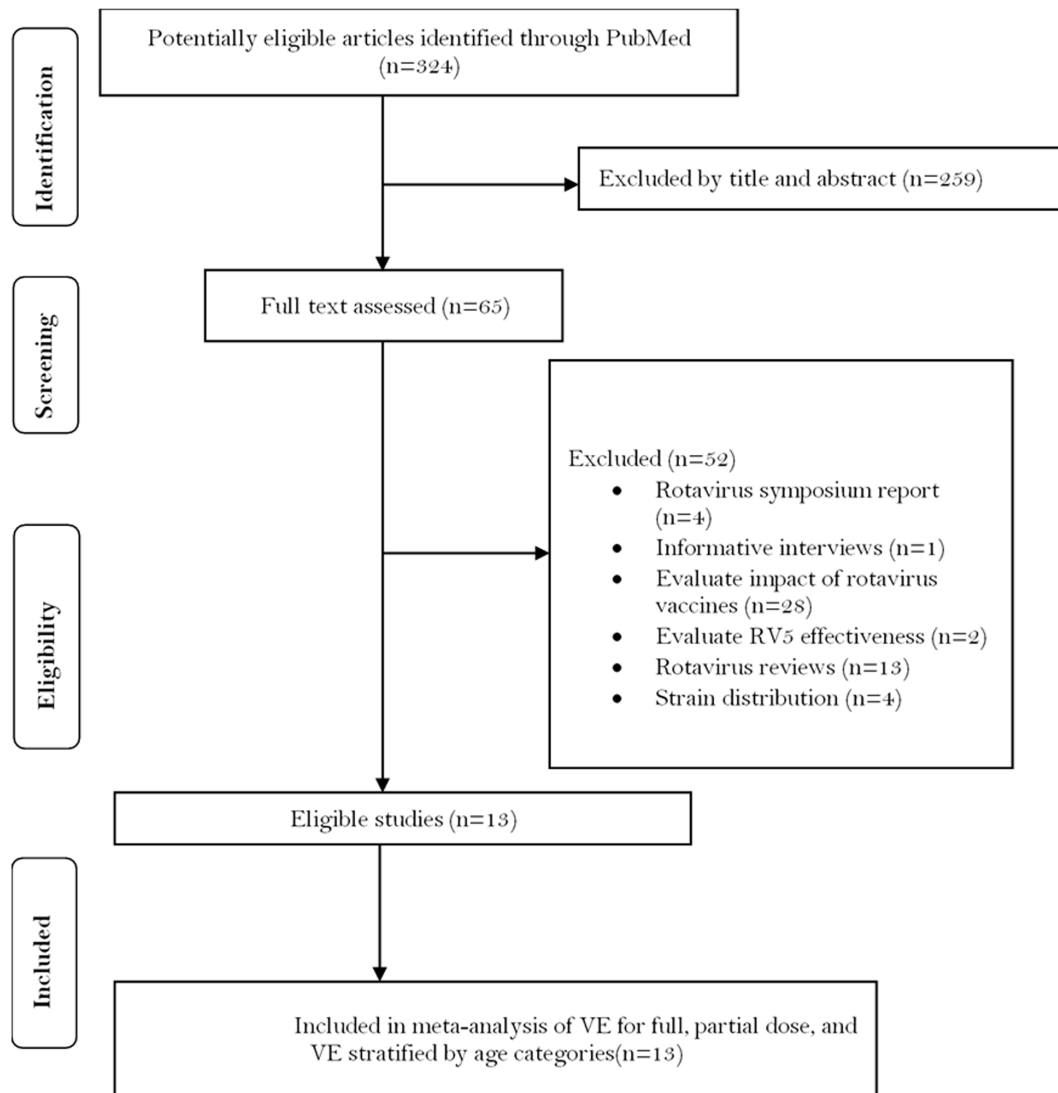 Identification
Potentially eligible articles identified through PubMed
(n=324)
Excluded by title and abstract (n=259)
Screening
Full text assessed (n=65)
Eligibility
Excluded (n=52)
• Rotavirus symposium report
(n=4)
• Informative interviews (n=1)
• Evaluate impact of rotavirus
vaccines (n=28)
• Evaluate RV5 effectiveness (n=2)
• Rotavirus reviews (n=13)
• Strain distribution (n=4)
Eligible studies (n=13)
Included
Included in meta-analysis of VE for full, partial dose, and
VE stratified by age categories(n=13)